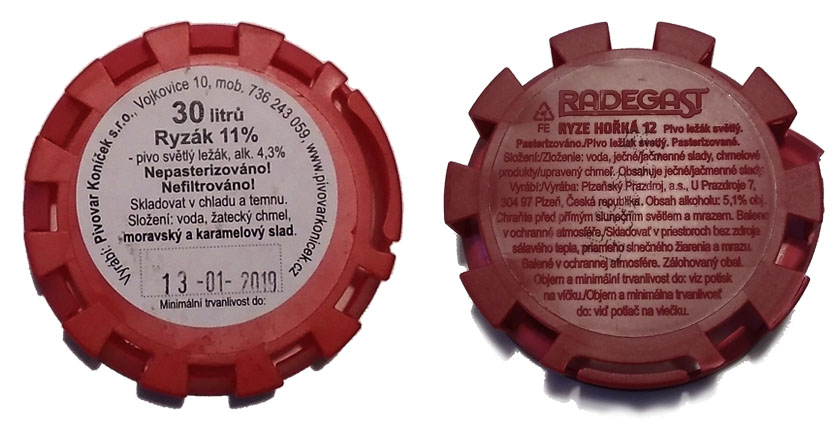 Vyrábí: Pivovar Koníček s.r.o., Vojkovice 10, mob. 736 243 059, www.pivovarkonicek.cz
30 litrů
Ryzák 11%
- pivo světlý ležák, alk. 4,3%
Nepasterizováno!
Nefiltrováno!
Skladovat v chladu a temnu.
Složení: voda, žatecký chmel,
moravský a karamelový slad.
13 -01- 2019
Minimální trvanlivost do:
RADEGAST
FE RYZE HOŘKÁ 12 Pivo ležák světlý.
Pasterizováno./Pivo ležiak svetlý. Pasterizované.
Složení:/Zloženie: voda, ječné/jačmenné slady, chmelové
produkty/upravený chmeľ. Obsahuje ječné/jačmenné slady.
Vyrábí:/Vyrába: Plzeňský Prazdroj, a.s., U Prazdroje 7,
304 97 Plzeň, Česká republika. Obsah alkoholu: 5,1% obj.
Chraňte před přímým slunečním světlem a mrazem. Baleno
v ochranné atmosféře./Skladovať v priestoroch bez zdroja
sálavého tepla, priameho slnečného žiarenia a mrazu.
Balené v ochrannej atmosfére. Zálohovaný obal.
Objem a minimální trvanlivost do: viz potisk
na víčku./Objem a minimálna trvanlivosť
do: viď potlač na viečku.